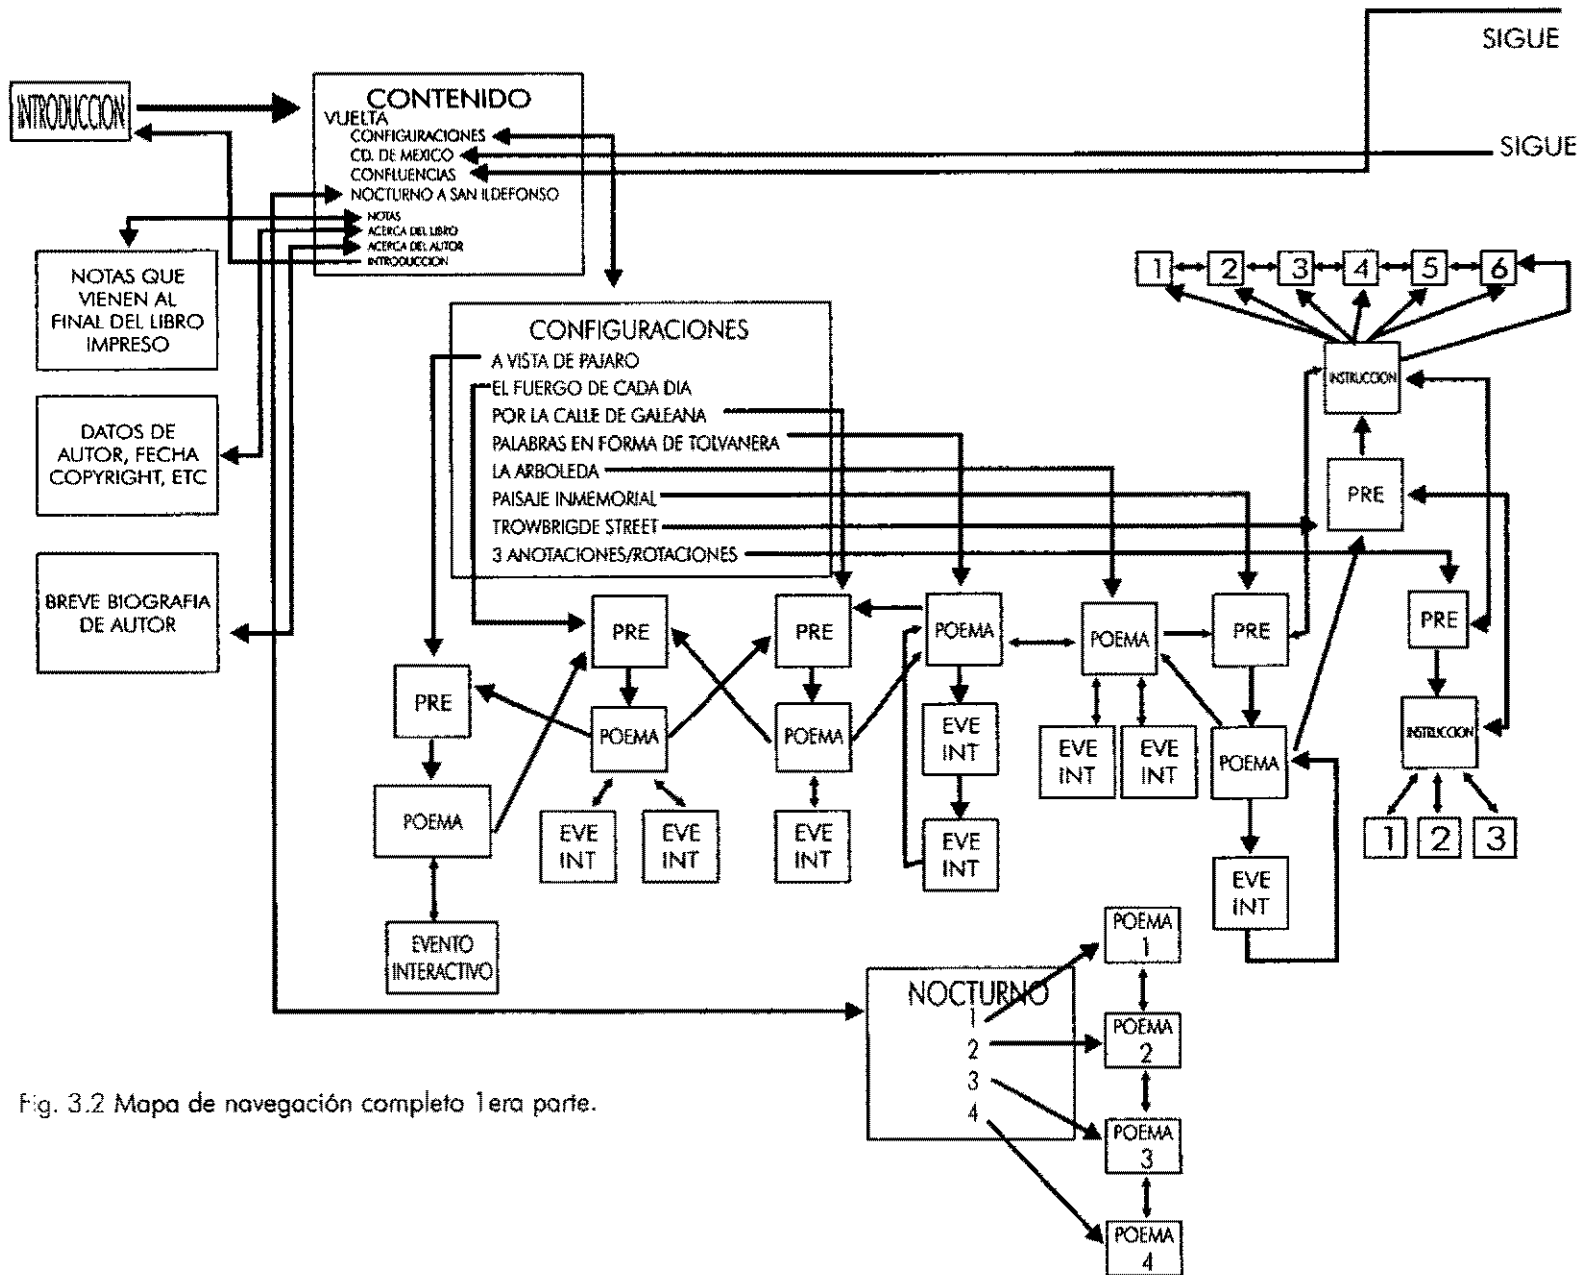 SIGUE
INTRODUCCION
CONTENIDO
VUELTA
CONFIGURACIONES
CD. DE MEXICO
CONFLUENCIAS
NOCTURNO A SAN ILDEFONSO
NOTAS
ACERCA DEL LIBRO
ACERCA DEL AUTOR
INTRODUCCION
SIGUE
NOTAS QUE
VIENEN AL
FINAL DEL LIBRO
IMPRESO
DATOS DE
AUTOR, FECHA
COPYRIGHT, ETC
BREVE BIOGRAFIA
DE AUTOR
CONFIGURACIONES
A VISTA DE PAJARO
EL FUERGO DE CADA DIA
POR LA CALLE DE GALEANA
PALABRAS EN FORMA DE TOLVANERA
LA ARBOLEDA
PAISAJE INMEMORIAL
TROWBRIGDE STREET
3 ANOTACIONES/ROTACIONES
1 2 3 4 5 6
INSTRUCCION
PRE
PRE
POEMA
EVENTO
INTERACTIVO
PRE
POEMA
EVE
INT
EVE
INT
PRE
POEMA
EVE
INT
POEMA
EVE
INT
EVE
INT
POEMA
EVE
INT
EVE
INT
PRE
POEMA
EVE
INT
PRE
INSTRUCCION
1 2 3
NOCTURNO
1
2
3
4
POEMA
1
POEMA
2
POEMA
3
POEMA
4
Fig. 3.2 Mapa de navegación completo 1era parte.